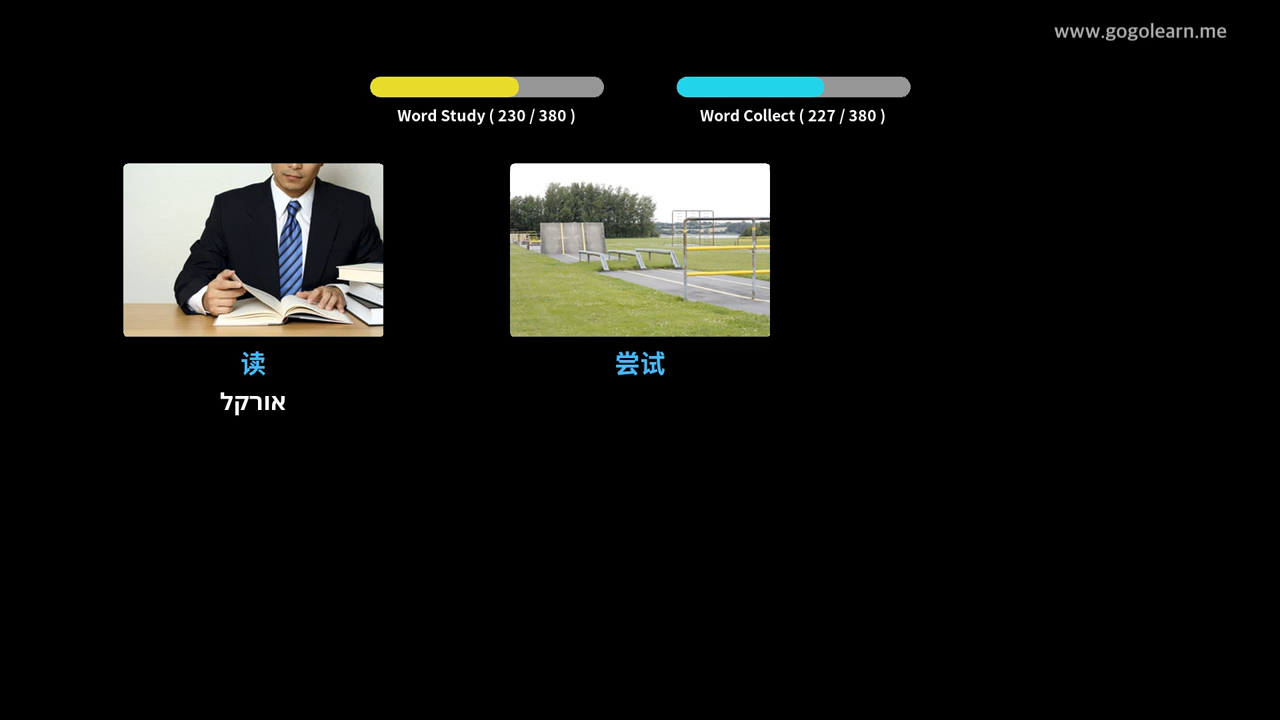 www.gogolearn.me
Word Study ( 230 / 380 )
Word Collect ( 227 / 380 )
读
尝试
אורקל